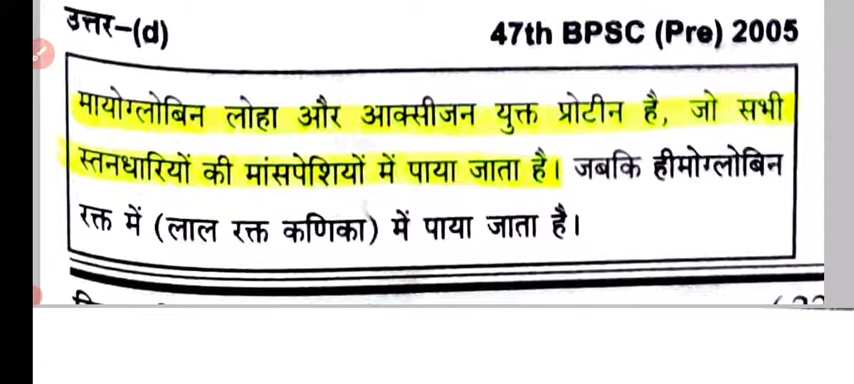 उत्तर–(d) 47th BPSC (Pre) 2005
मायोग्लोबिन लोहा और आक्सीजन युक्त प्रोटीन है, जो सभी
स्तनधारियों की मांसपेशियों में पाया जाता है। जबकि हीमोग्लोबिन
रक्त में (लाल रक्त कणिका) में पाया जाता है।